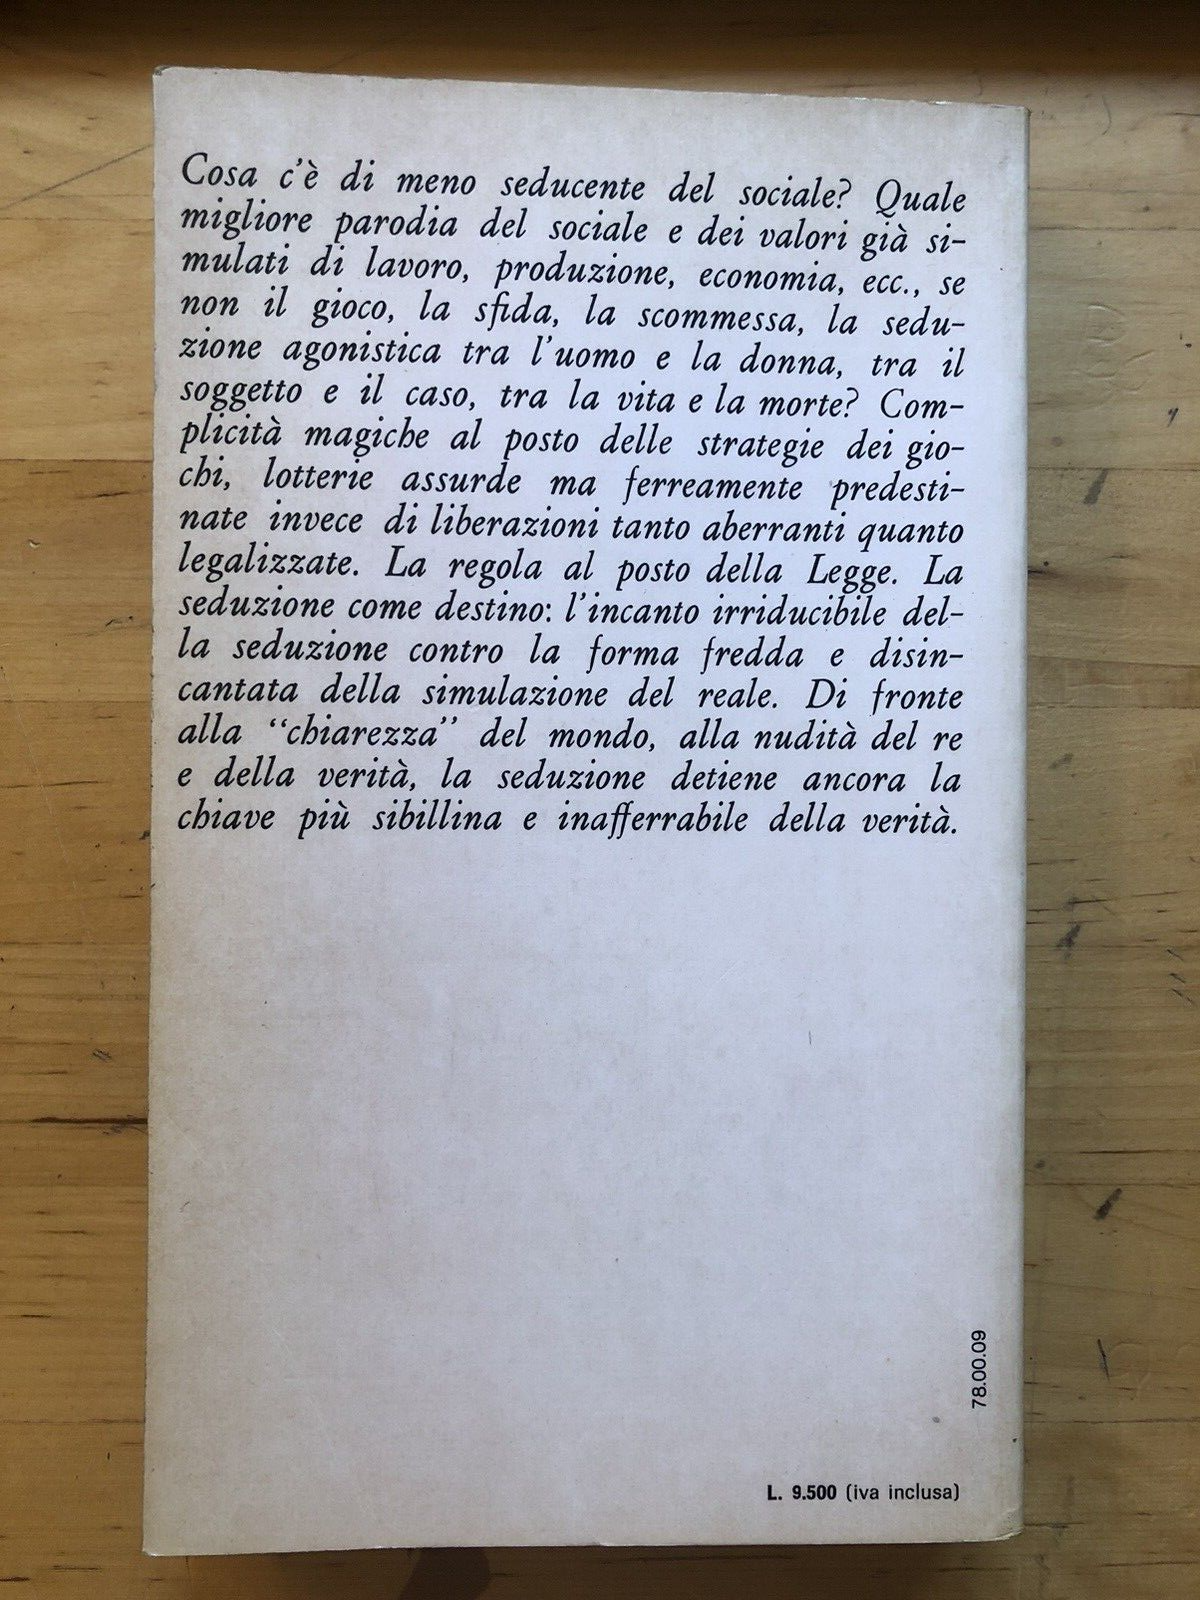 Cosa c'è di meno seducente del sociale? Quale
migliore parodia del sociale e dei valori già si-
mulati di lavoro, produzione, economia, ecc., se
non il gioco, la sfida, la scommessa, la sedu-
zione agonistica tra l'uomo e la donna, tra il
soggetto e il caso, tra la vita e la morte? Com-
plicità magiche al posto delle strategie dei gio-
chi, lotterie assurde ma ferreamente predesti-
nate invece di liberazioni tanto aberranti quanto
legalizzate. La regola al posto della Legge. La
seduzione come destino: l'incanto irriducibile del-
la seduzione contro la forma fredda e disin-
cantata della simulazione del reale. Di fronte
alla "chiarezza" del mondo, alla nudità del re
e della verità, la seduzione detiene ancora la
chiave più sibillina e inafferrabile della verità.
78.00.09
L. 9.500 (iva inclusa)